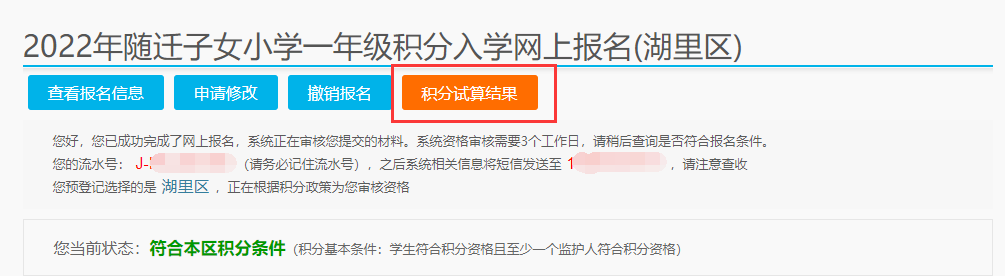 2022年随迁子女小学一年级积分入学网上报名(湖里区)
查看报名信息 申请修改 撤销报名 积分试算结果
您好，您已成功完成了网上报名，系统正在审核您提交的材料。系统资格审核需要3个工作日，请稍后查询是否符合报名条件。
您的流水号： J- （请务必记住流水号），之后系统相关信息将短信发送至 1 ，请注意查收
您预登记选择的是 湖里区 ，正在根据积分政策为您审核资格
您当前状态：符合本区积分条件（积分基本条件：学生符合积分资格且至少一个监护人符合积分资格）